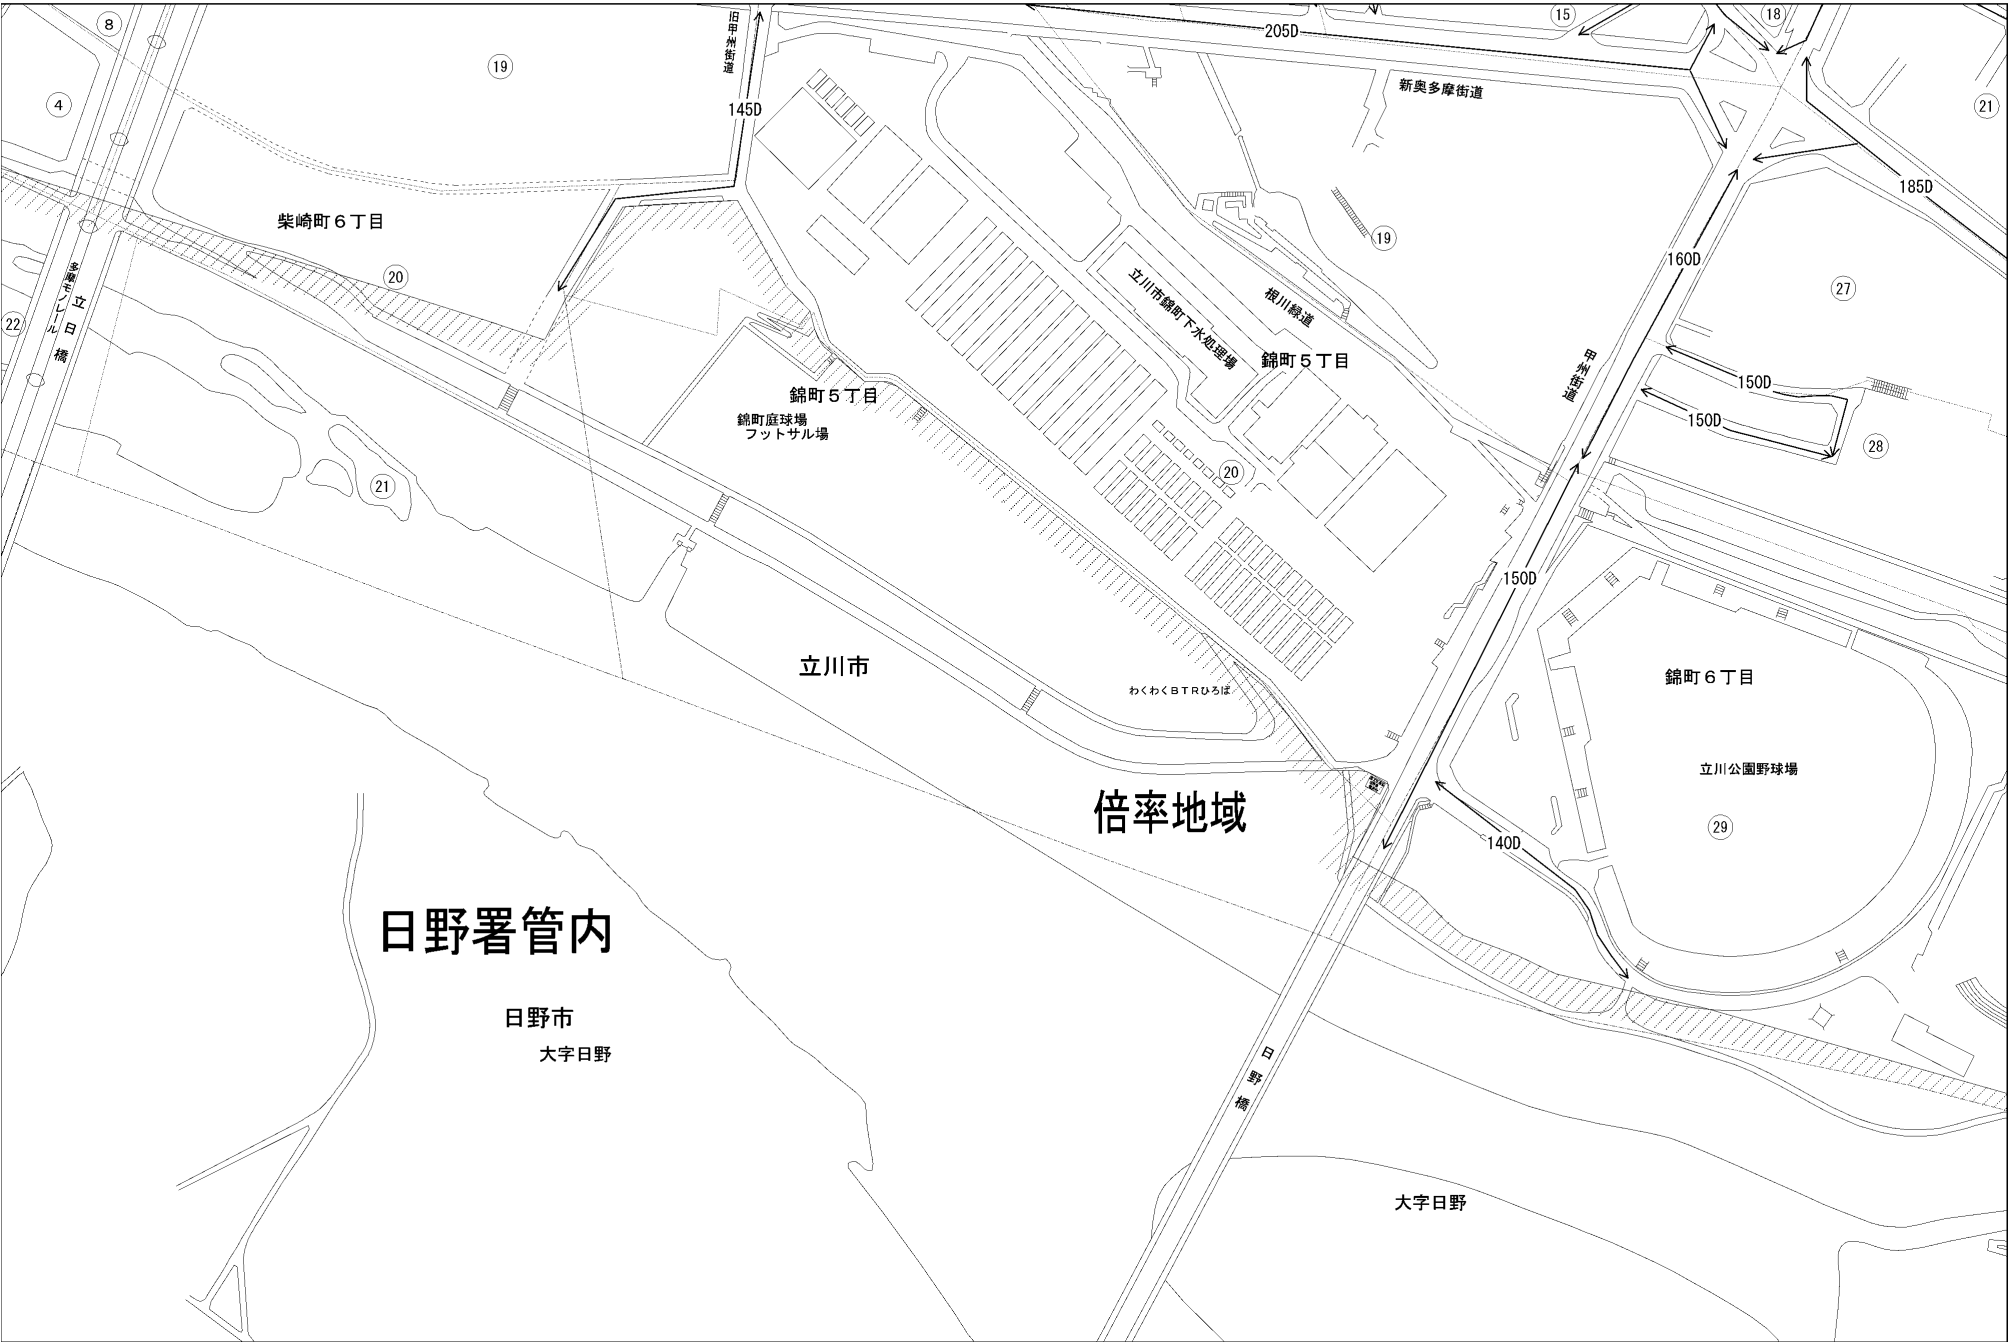 8
15
18
205D
旧甲州街道
19
4
145D
新奥多摩街道
21
185D
柴崎町６丁目
19
160D
20
27
多摩モノレール
立日橋
22
立川市錦町下水処理場
根川緑道
錦町５丁目
甲州街道
150D
錦町５丁目
錦町庭球場
フットサル場
150D
28
20
21
150D
立川市
わくわくＢＴＲひろば
錦町６丁目
立川公園野球場
倍率地域
29
140D
日野署管内
日野市
大字日野
日野橋
大字日野